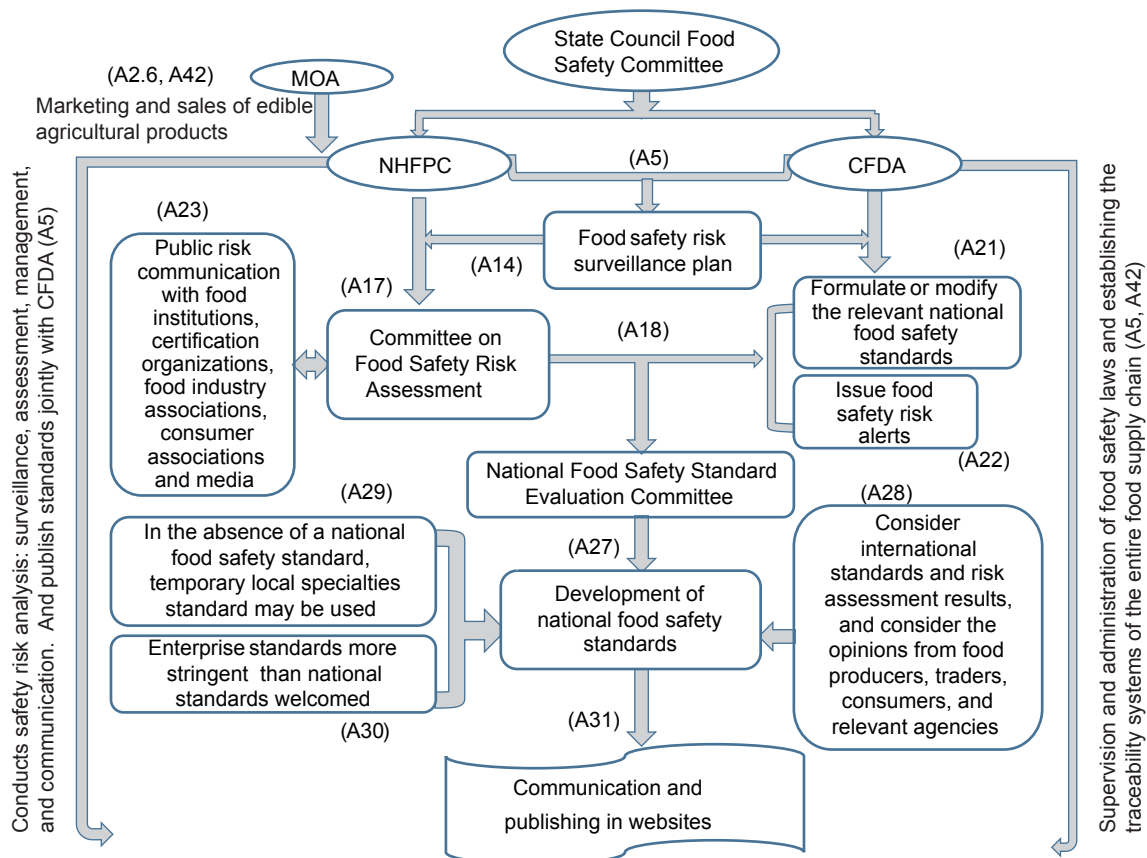 State Council Food
Safety Committee
(A2.6, A42)
MOA
Marketing and sales of edible
agricultural products
NHFPC
(A5)
CFDA
(A23)
Public risk
communication
with food
institutions,
certification
organizations,
food industry
associations,
consumer
associations
and media
(A14)
Food safety risk
surveillance plan
(A21)
(A17)
Committee on
Food Safety Risk
Assessment
(A18)
Formulate or modify
the relevant national
food safety
standards
Issue food
safety risk
alerts
(A22)
National Food Safety Standard
Evaluation Committee
(A29)
In the absence of a national
food safety standard,
temporary local specialties
standard may be used
Enterprise standards more
stringent than national
standards welcomed
(A30)
(A27)
Development of
national food safety
standards
(A28)
Consider
international
standards and risk
assessment results,
and consider the
opinions from food
producers, traders,
consumers, and
relevant agencies
(A31)
Communication and
publishing in websites
Conducts safety risk analysis: surveillance, assessment, management,
and communication. And publish standards jointly with CFDA (A5)
Supervision and administration of food safety laws and establishing the
traceability systems of the entire food supply chain (A5, A42)